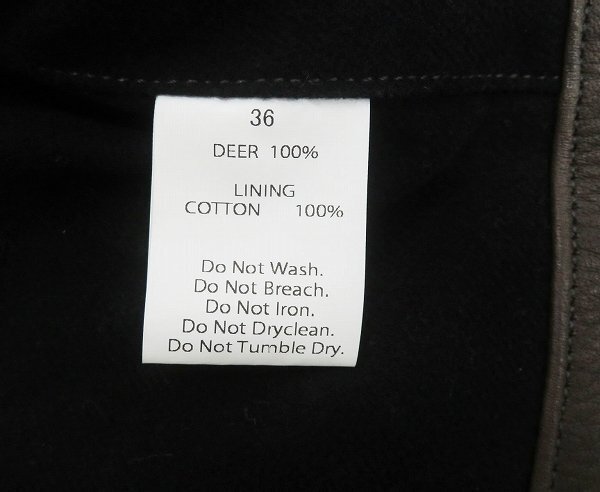 36
DEER 100%
LINING
COTTON 100%
Do Not Wash.
Do Not Breach.
Do Not Iron.
Do Not Dryclean.
Do Not Tumble Dry.